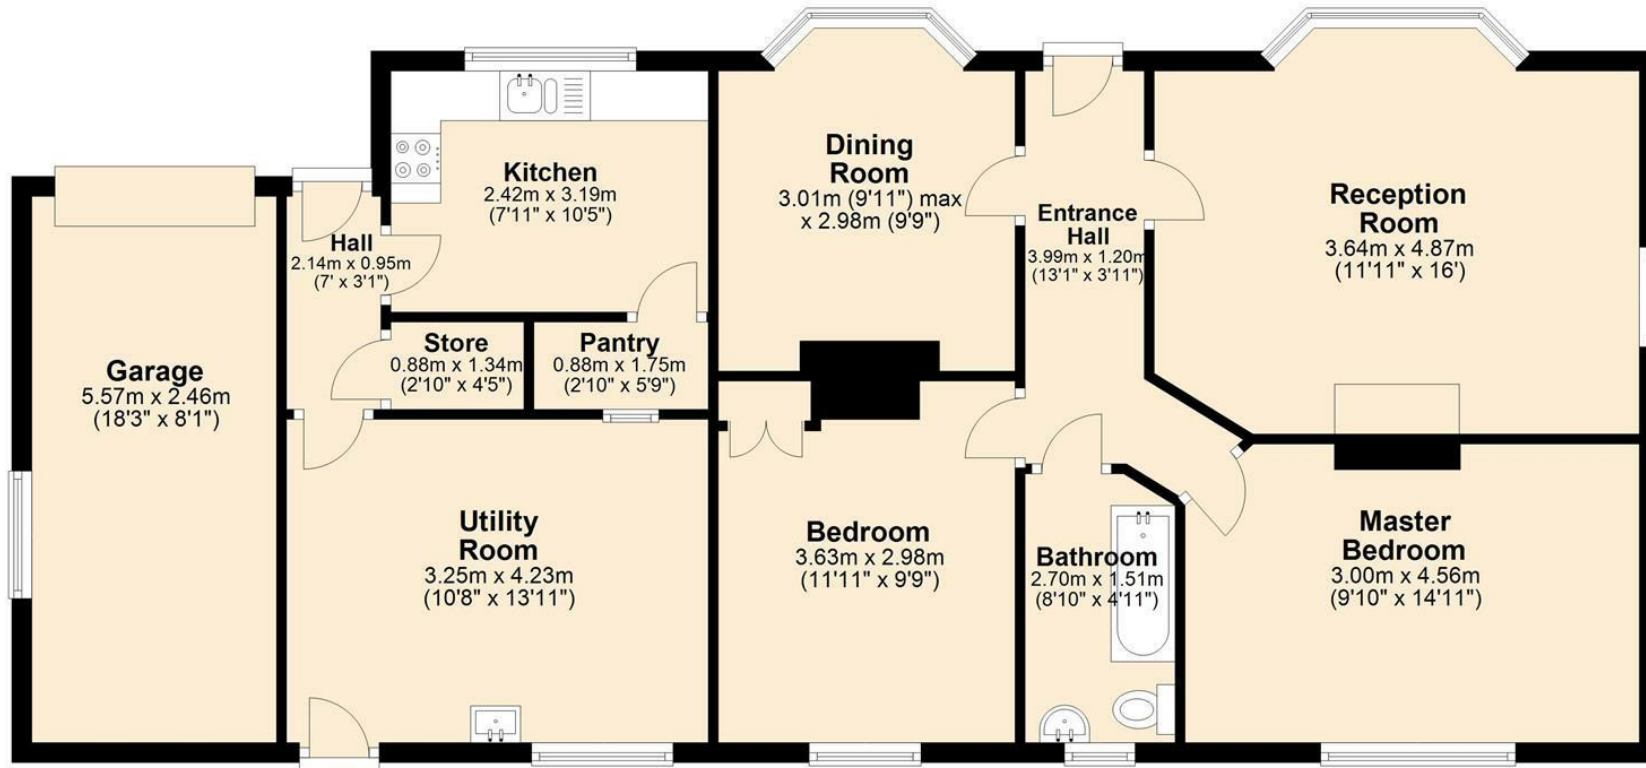 Kitchen
2.42m x 3.19m
(7'11" x 10'5")
Dining
Room
3.01m (9'11") max
x 2.98m (9'9")
Entrance
Hall
3.99m x 1.20m
(13'1" x 3'11")
Reception
Room
3.64m x 4.87m
(11'11" x 16')
Hall
2.14m x 0.95m
(7' x 3'1")
Store
0.88m x 1.34m
(2'10" x 4'5")
Pantry
0.88m x 1.75m
(2'10" x 5'9")
Garage
5.57m x 2.46m
(18'3" x 8'1")
Utility
Room
3.25m x 4.23m
(10'8" x 13'11")
Bedroom
3.63m x 2.98m
(11'11" x 9'9")
Bathroom
2.70m x 1.51m
(8'10" x 4'11")
Master
Bedroom
3.00m x 4.56m
(9'10" x 14'11")